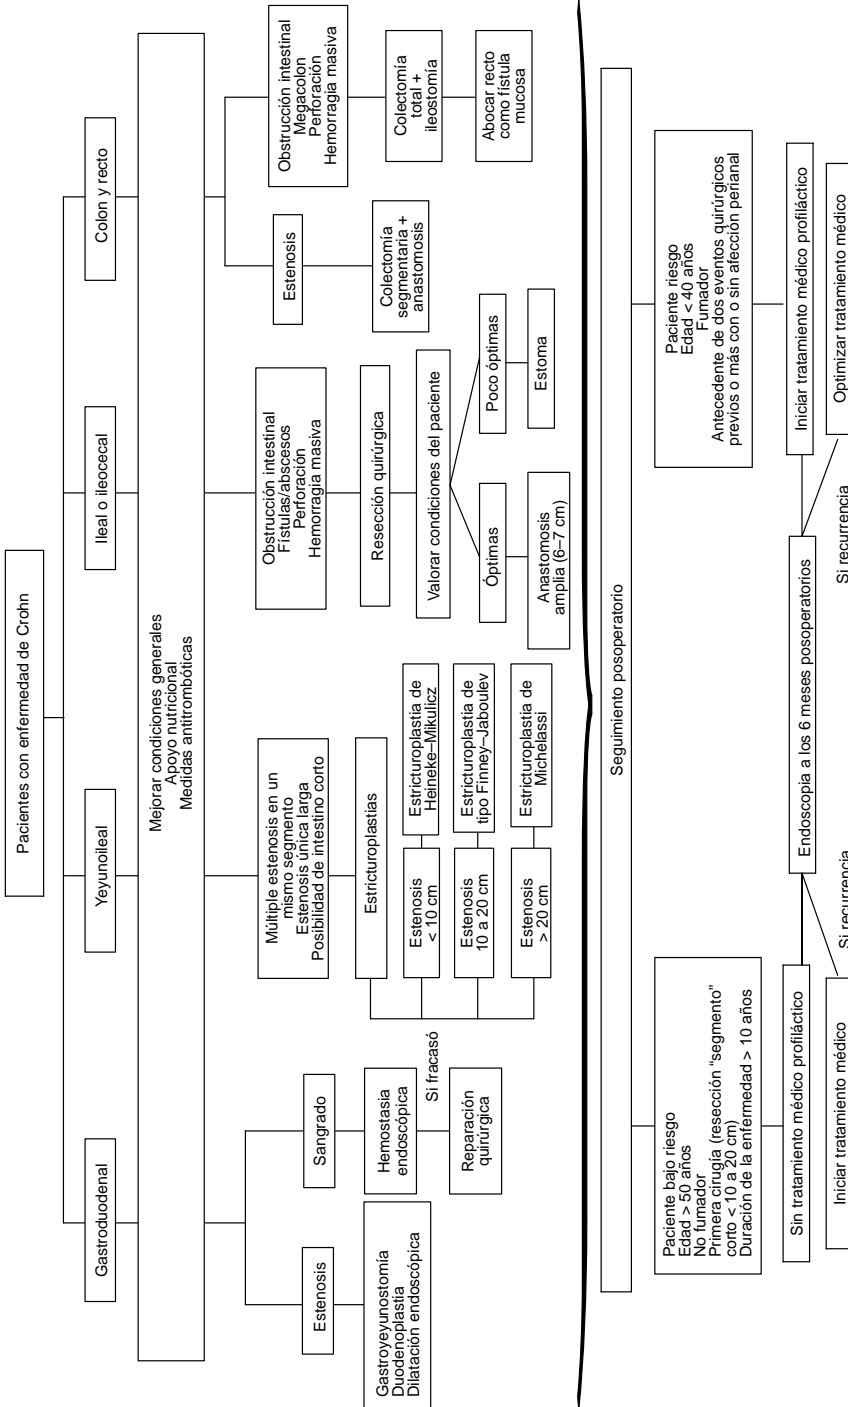 Pacientes con enfermedad de Crohn
Gastroduodenal
Yeyunoileal
Ileal o ileocecal
Colon y recto
Mejorar condiciones generales
Apoyo nutricional
Medidas antitrombóticas
Estenosis
Gastroyeyunostomía
Duodenoplastia
Dilatación endoscópica
Sangrado
Hemostasia
endoscópica
Si fracasó
Reparación
quirúrgica
Múltiple estenosis en un
mismo segmento
Estenosis única larga
Posibilidad de intestino corto
Estricturoplastías
Estenosis
< 10 cm
Estricturoplastia de
Heineke–Mikulicz
Estenosis
10 a 20 cm
Estricturoplastia de
tipo Finney–Jaboulev
Estenosis
> 20 cm
Estricturoplastia de
Michelassi
Obstrucción intestinal
Fístulas/abscesos
Perforación
Hemorragia masiva
Resección quirúrgica
Valorar condiciones del paciente
Óptimas
Anastomosis
amplia (6–7 cm)
Poco óptimas
Estoma
Estenosis
Colectomía
segmentaria +
anastomosis
Obstrucción intestinal
Megacolon
Perforación
Hemorragia masiva
Colectomía
total +
ileostomía
Abocar recto
como fístula
mucosa
Seguimiento posoperatorio
Paciente bajo riesgo
Edad > 50 años
No fumador
Primera cirugía (resección “segmento”
corto < 10 a 20 cm)
Duración de la enfermedad > 10 años
Sin tratamiento médico profiláctico
Iniciar tratamiento médico
Si recurrencia
Endoscopia a los 6 meses posoperatorios
Si recurrencia
Paciente riesgo
Edad < 40 años
Fumador
Antecedente de dos eventos quirúrgicos
previos o más con o sin afección perianal
Iniciar tratamiento médico profiláctico
Optimizar tratamiento médico